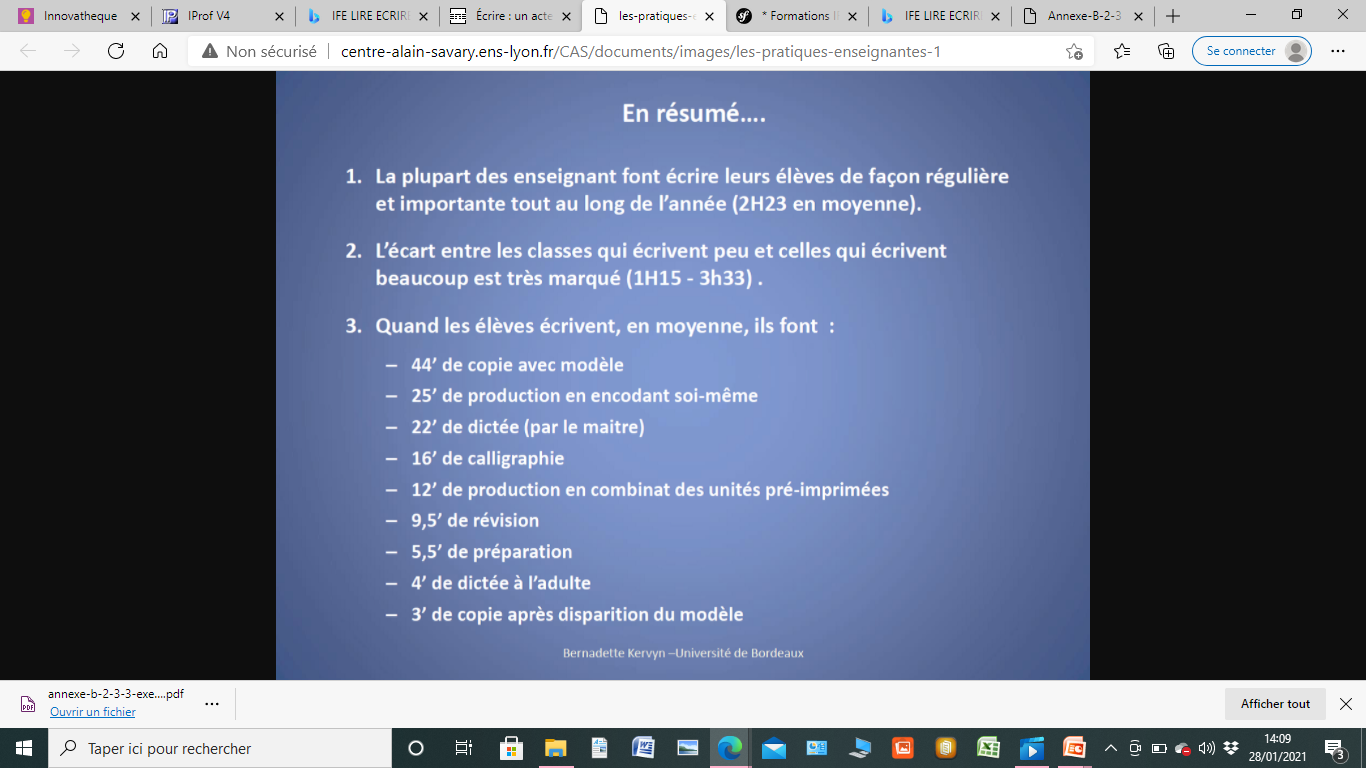 Innovatheque
IProf V4
IFE LIRE ECRIRE
Écrire : un acte
les-pratiques-e
* Formations I
IFE LIRE ECRIR
Annexe-B-2-3
Non sécurisé
centre-alain-savary.ens-lyon.fr/CAS/documents/images/les-pratiques-enseignantes-1
Se connecter
En résumé….
1. La plupart des enseignant font écrire leurs élèves de façon régulière
et importante tout au long de l’année (2H23 en moyenne).
2. L’écart entre les classes qui écrivent peu et celles qui écrivent
beaucoup est très marqué (1H15 - 3h33) .
3. Quand les élèves écrivent, en moyenne, ils font :
– 44’ de copie avec modèle
– 25’ de production en encodant soi-même
– 22’ de dictée (par le maitre)
– 16’ de calligraphie
– 12’ de production en combinat des unités pré-imprimées
– 9,5’ de révision
– 5,5’ de préparation
– 4’ de dictée à l’adulte
– 3’ de copie après disparition du modèle
Bernadette Kervyn –Université de Bordeaux
annexe-b-2-3-3-exe....pdf
Ouvrir un fichier
Afficher tout
Taper ici pour rechercher
14:09
28/01/2021
3